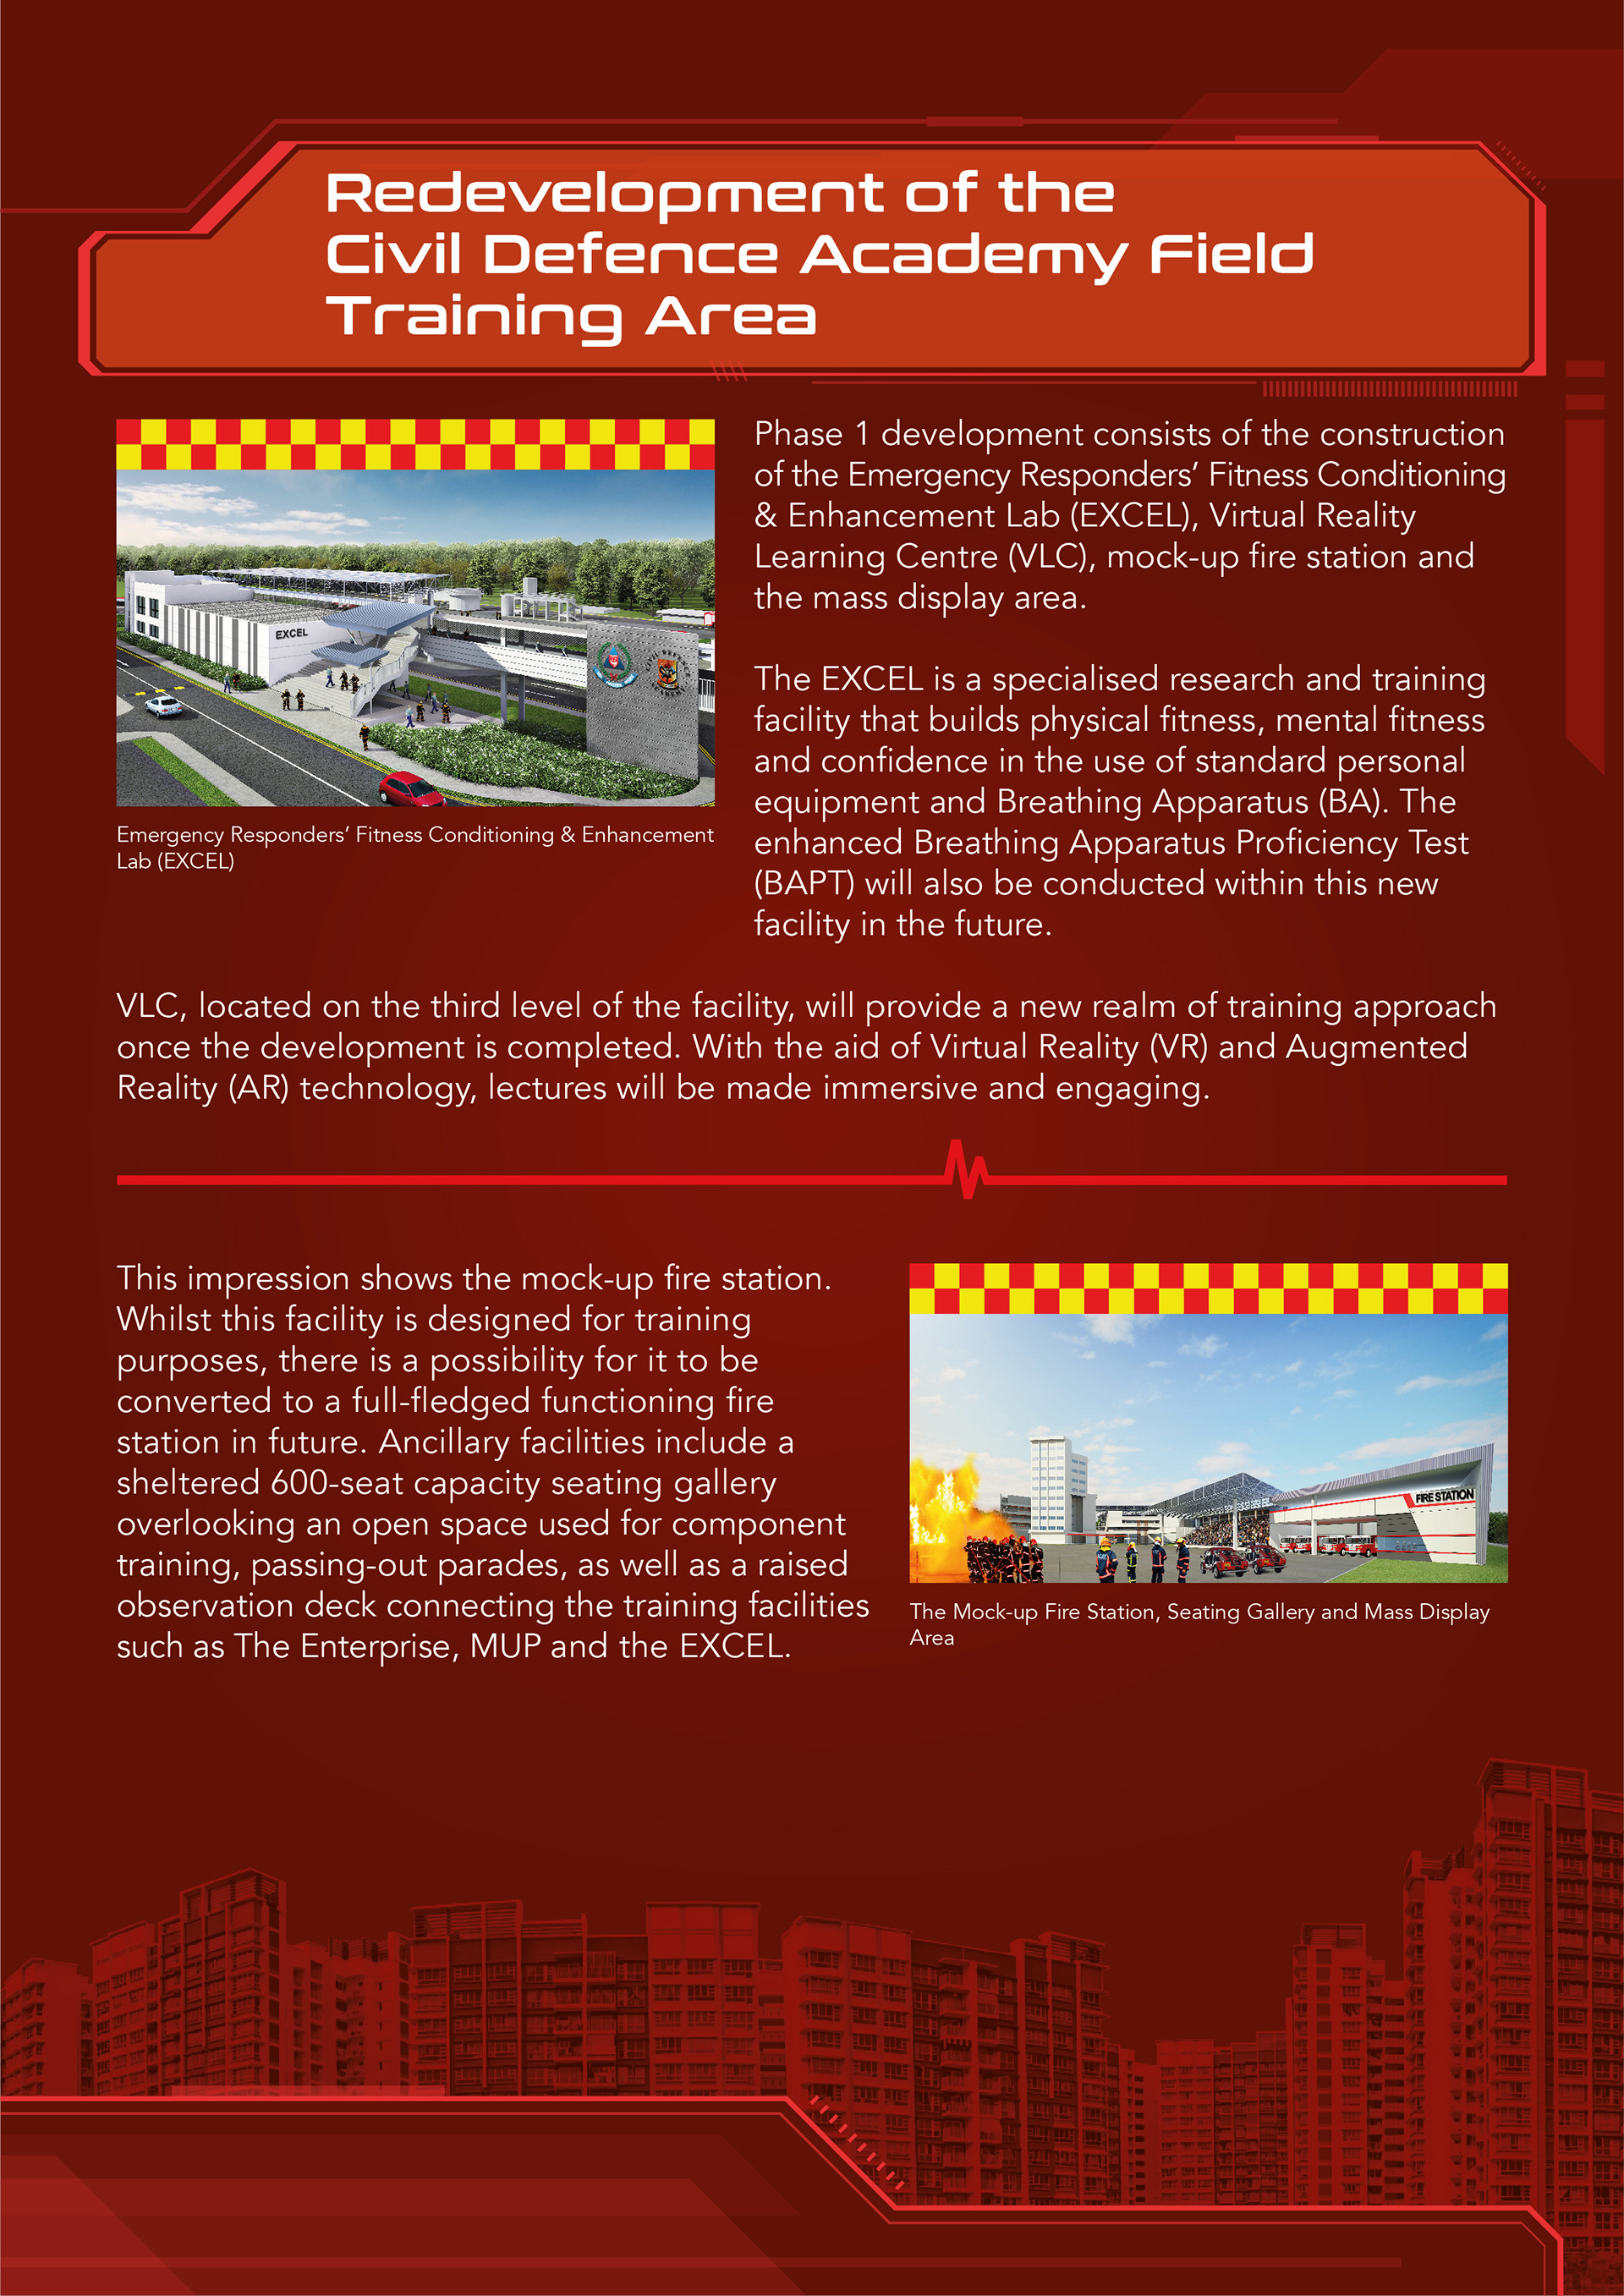 Redevelopment of the
Civil Defence Academy Field
Training Area
EXCEL
Emergency Responders’ Fitness Conditioning & Enhancement
Lab (EXCEL)
Phase 1 development consists of the construction
of the Emergency Responders’ Fitness Conditioning
& Enhancement Lab (EXCEL), Virtual Reality
Learning Centre (VLC), mock-up fire station and
the mass display area.
The EXCEL is a specialised research and training
facility that builds physical fitness, mental fitness
and confidence in the use of standard personal
equipment and Breathing Apparatus (BA). The
enhanced Breathing Apparatus Proficiency Test
(BAPT) will also be conducted within this new
facility in the future.
VLC, located on the third level of the facility, will provide a new realm of training approach
once the development is completed. With the aid of Virtual Reality (VR) and Augmented
Reality (AR) technology, lectures will be made immersive and engaging.
This impression shows the mock-up fire station.
Whilst this facility is designed for training
purposes, there is a possibility for it to be
converted to a full-fledged functioning fire
station in future. Ancillary facilities include a
sheltered 600-seat capacity seating gallery
overlooking an open space used for component
training, passing-out parades, as well as a raised
observation deck connecting the training facilities
such as The Enterprise, MUP and the EXCEL.
FIRE STATION
The Mock-up Fire Station, Seating Gallery and Mass Display
Area